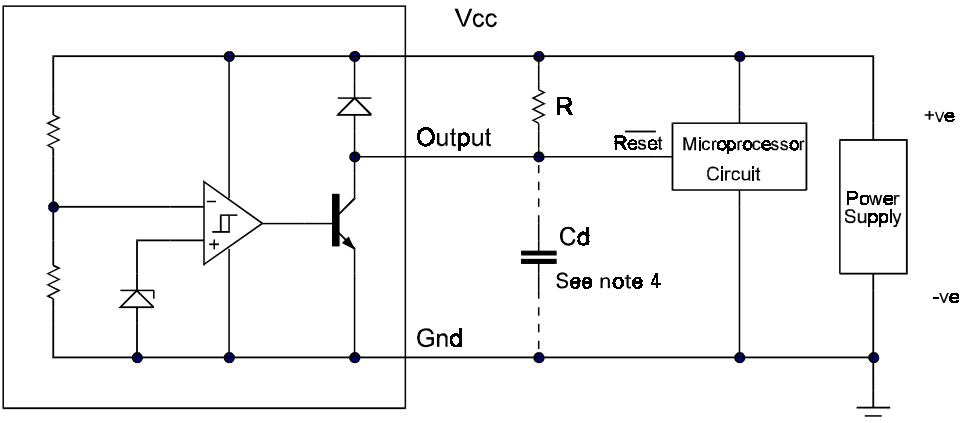 Vcc
+ve
R
Output
Reset
Microprocessor
Circuit
Power
Supply
−
+
Cd
See note 4
-ve
Gnd